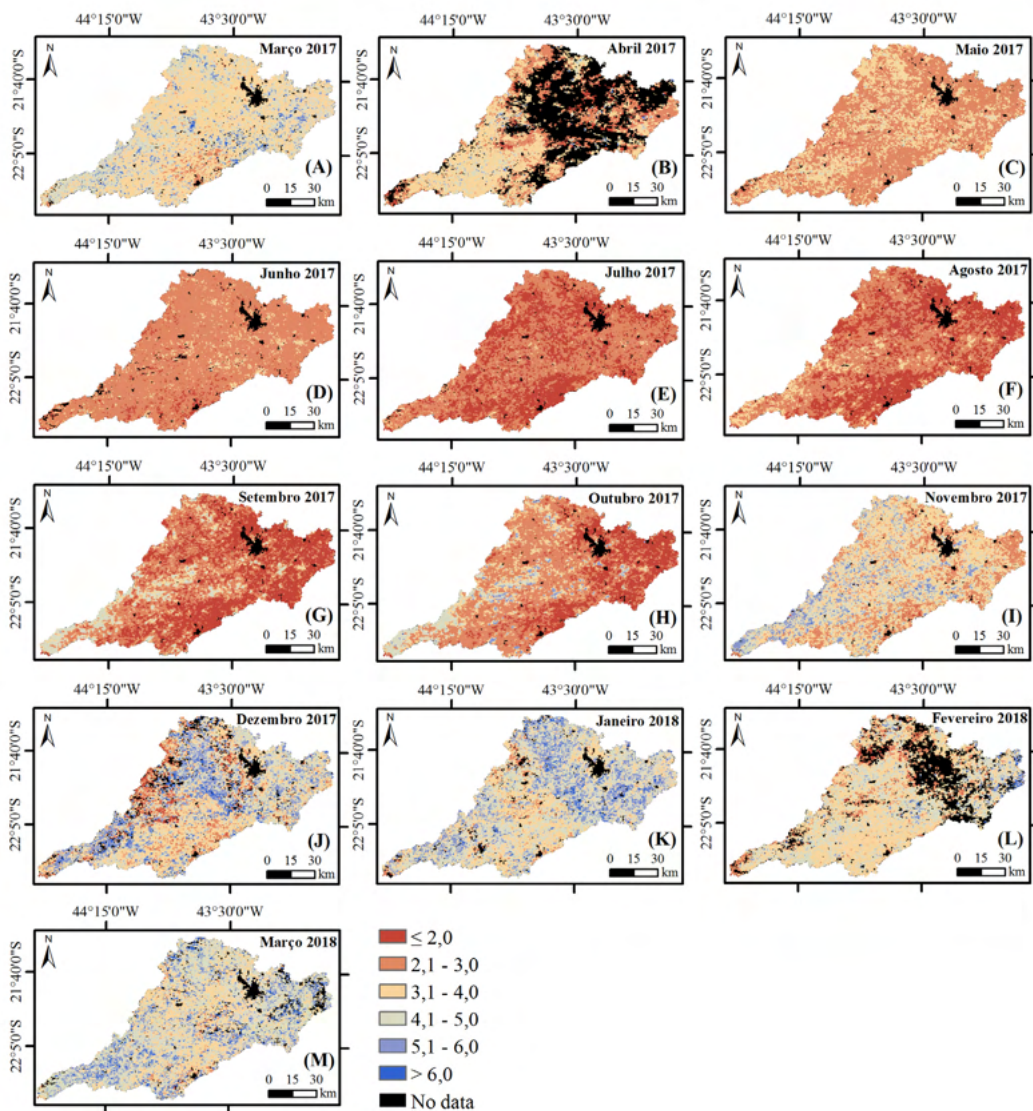 44°15'0"W 43°30'0"W
N
Março 2017
21°40'0"S
22°5'0"S
(A)
0 15 30
km
44°15'0"W 43°30'0"W
N
Abril 2017
21°40'0"S
22°5'0"S
(B)
0 15 30
km
44°15'0"W 43°30'0"W
N
Maio 2017
21°40'0"S
22°5'0"S
(C)
0 15 30
km
44°15'0"W 43°30'0"W
N
Junho 2017
21°40'0"S
22°5'0"S
(D)
0 15 30
km
44°15'0"W 43°30'0"W
N
Julho 2017
21°40'0"S
22°5'0"S
(E)
0 15 30
km
44°15'0"W 43°30'0"W
N
Agosto 2017
21°40'0"S
22°5'0"S
(F)
0 15 30
km
44°15'0"W 43°30'0"W
N
Setembro 2017
21°40'0"S
22°5'0"S
(G)
0 15 30
km
44°15'0"W 43°30'0"W
N
Outubro 2017
21°40'0"S
22°5'0"S
(H)
0 15 30
km
44°15'0"W 43°30'0"W
N
Novembro 2017
21°40'0"S
22°5'0"S
(I)
0 15 30
km
44°15'0"W 43°30'0"W
N
Dezembro 2017
21°40'0"S
22°5'0"S
(J)
0 15 30
km
44°15'0"W 43°30'0"W
N
Janeiro 2018
21°40'0"S
22°5'0"S
(K)
0 15 30
km
44°15'0"W 43°30'0"W
N
Fevereiro 2018
21°40'0"S
22°5'0"S
(L)
0 15 30
km
44°15'0"W 43°30'0"W
N
Março 2018
21°40'0"S
22°5'0"S
(M)
0 15 30
km
≤ 2,0
2,1 - 3,0
3,1 - 4,0
4,1 - 5,0
5,1 - 6,0
> 6,0
No data